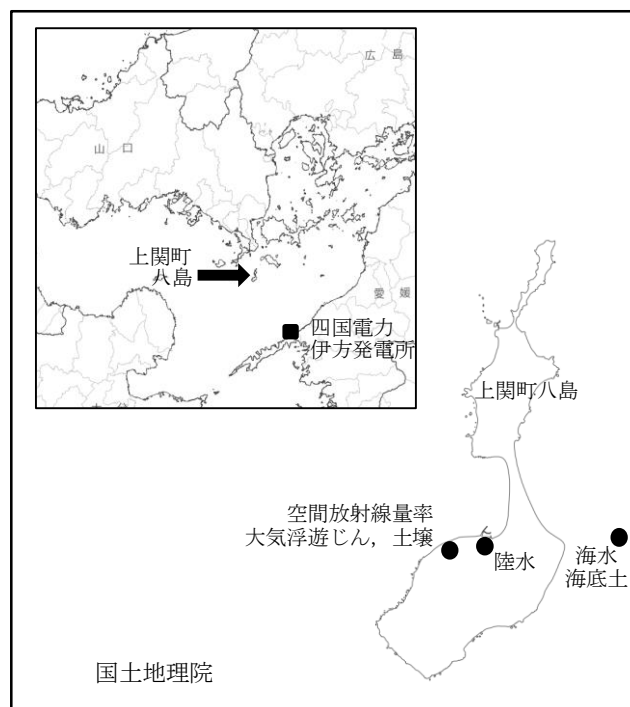 広 島
山 口
上関町
八島
愛 媛
四国電力
伊方発電所
上関町八島
空間放射線量率
大気浮遊じん，土壌
陸水
海水
海底土
国土地理院